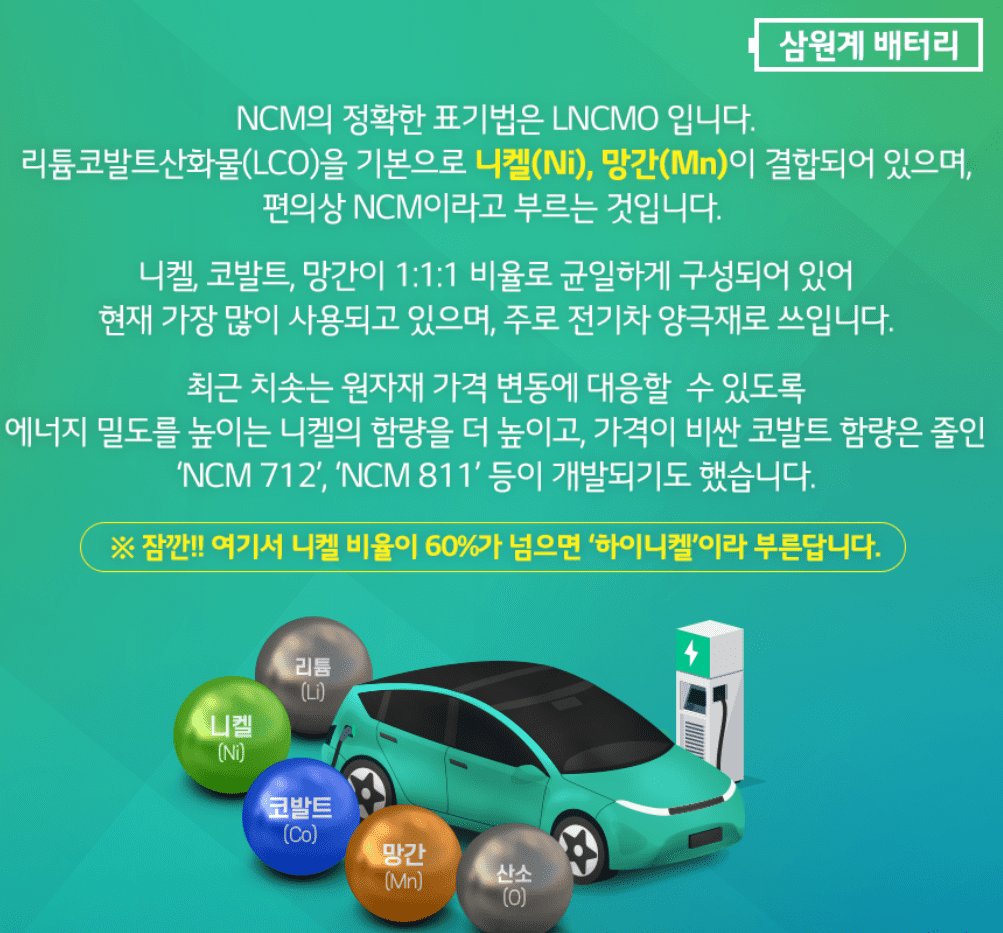 삼원계 배터리
NCM의 정확한 표기법은 LNCMO 입니다.
리튬코발트산화물(LCO)을 기본으로 니켈(Ni), 망간(Mn)이 결합되어 있으며,
편의상 NCM이라고 부르는 것입니다.
니켈, 코발트, 망간이 1:1:1 비율로 균일하게 구성되어 있어
현재 가장 많이 사용되고 있으며, 주로 전기차 양극재로 쓰입니다.
최근 치솟는 원자재 가격 변동에 대응할 수 있도록
에너지 밀도를 높이는 니켈의 함량을 더 높이고, 가격이 비싼 코발트 함량은 줄인
‘NCM 712’, ‘NCM 811’ 등이 개발되기도 했습니다.
※ 잠깐!! 여기서 니켈 비율이 60%가 넘으면 ‘하이니켈’이라 부른답니다.
리튬
(Li)
니켈
(Ni)
코발트
(Co)
망간
(Mn)
산소
(O)